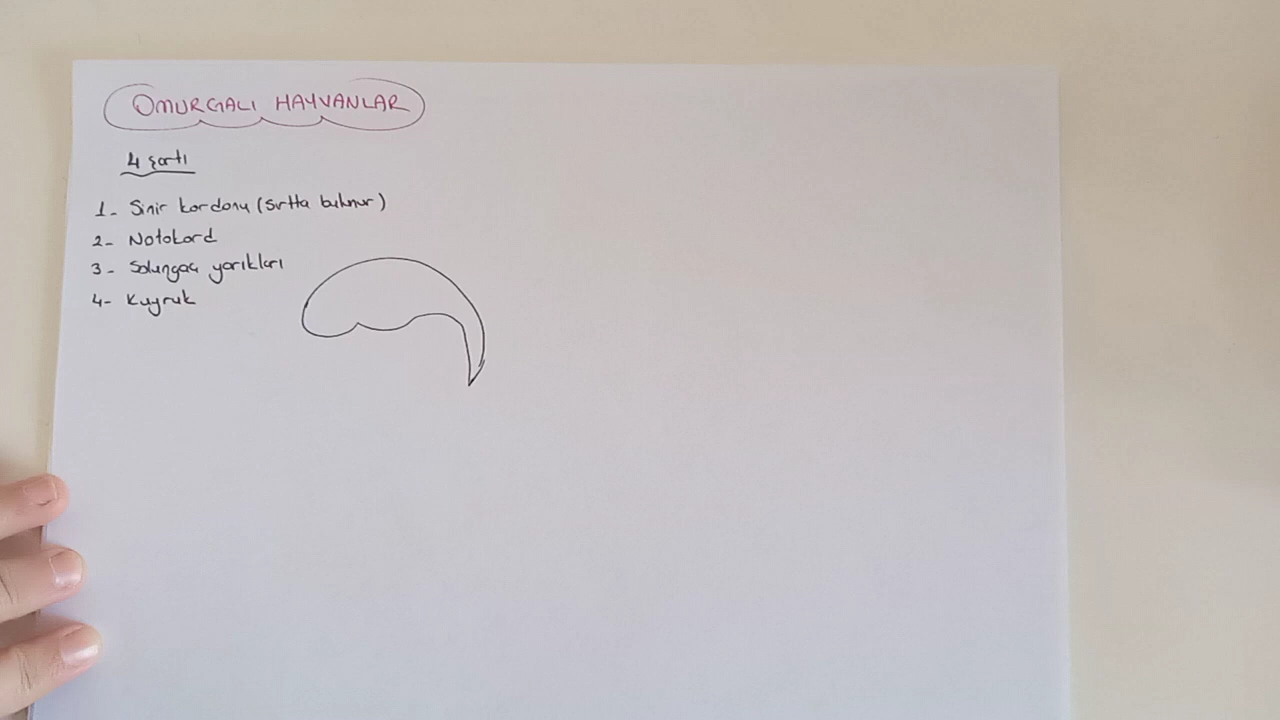 OMURGALI HAYVANLAR
4 şartı
1- Sinir kordonu (sırtta bulunur)
2- Notokord
3- Solungaç yarıkları
4- Kuyruk